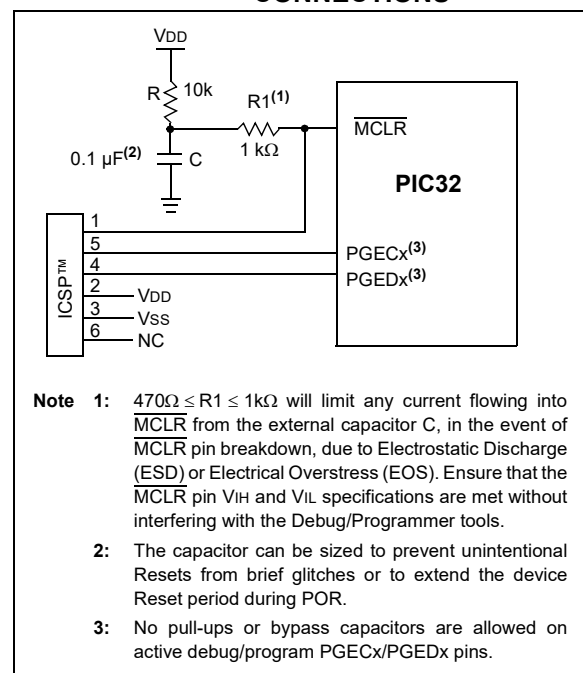 CONNECTIONS
VDD
R 10k
R1(1)
1 kΩ
0.1 µF(2) C
MCLR
PIC32
PGECx(3)
PGEDx(3)
ICSP™
1
5
4
2 VDD
3 VSS
6 NC
Note 1: 470Ω ≤ R1 ≤ 1kΩ will limit any current flowing into
MCLR from the external capacitor C, in the event of
MCLR pin breakdown, due to Electrostatic Discharge
(ESD) or Electrical Overstress (EOS). Ensure that the
MCLR pin VIH and VIL specifications are met without
interfering with the Debug/Programmer tools.
2: The capacitor can be sized to prevent unintentional
Resets from brief glitches or to extend the device
Reset period during POR.
3: No pull-ups or bypass capacitors are allowed on
active debug/program PGECx/PGEDx pins.